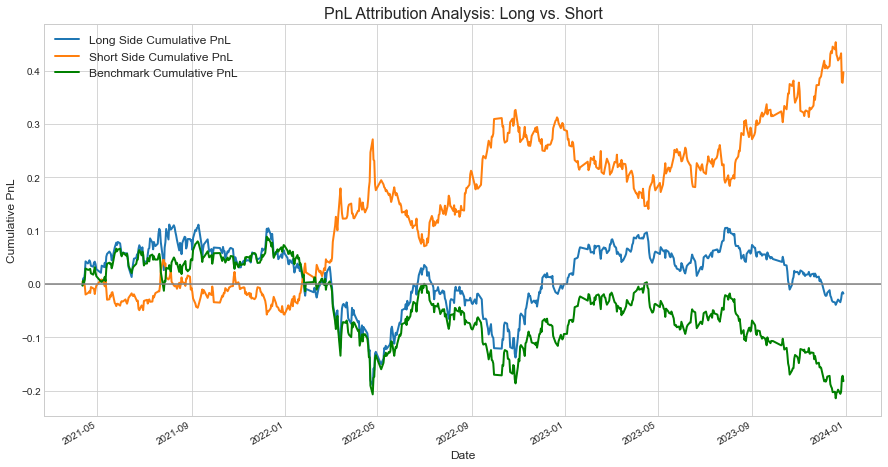 PnL Attribution Analysis: Long vs. Short
Long Side Cumulative PnL
Short Side Cumulative PnL
Benchmark Cumulative PnL
Cumulative PnL
0.4
0.3
0.2
0.1
0.0
−0.1
−0.2
2021-05
2021-09
2022-01
2022-05
2022-09
2023-01
2023-05
2023-09
2024-01
Date